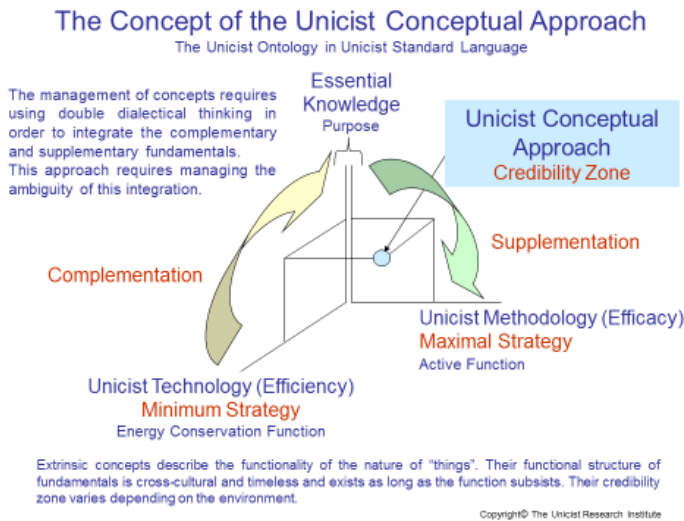 The Concept of the Unicist Conceptual Approach
The Unicist Ontology in Unicist Standard Language
The management of concepts requires
using double dialectical thinking in
order to integrate the complementary
and supplementary fundamentals.
This approach requires managing the
ambiguity of this integration.
Essential
Knowledge
Purpose
Unicist Conceptual
Approach
Credibility Zone
Complementation
Supplementation
Unicist Methodology (Efficacy)
Maximal Strategy
Active Function
Unicist Technology (Efficiency)
Minimum Strategy
Energy Conservation Function
Extrinsic concepts describe the functionality of the nature of “things”. Their functional structure of
fundamentals is cross-cultural and timeless and exists as long as the function subsists. Their credibility
zone varies depending on the environment.
Copyright© The Unicist Research Institute